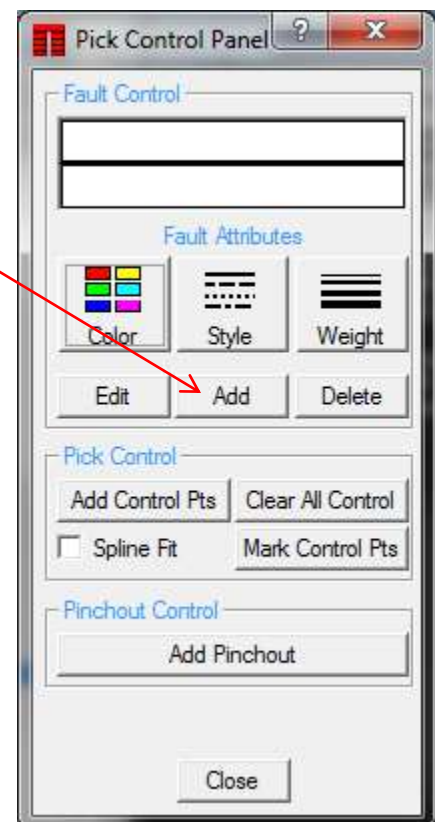 Pick Control Panel ? X
Fault Control
Fault Attributes
Color Style Weight
Edit Add Delete
Pick Control
Add Control Pts Clear All Control
Spline Fit Mark Control Pts
Pinchout Control
Add Pinchout
Close